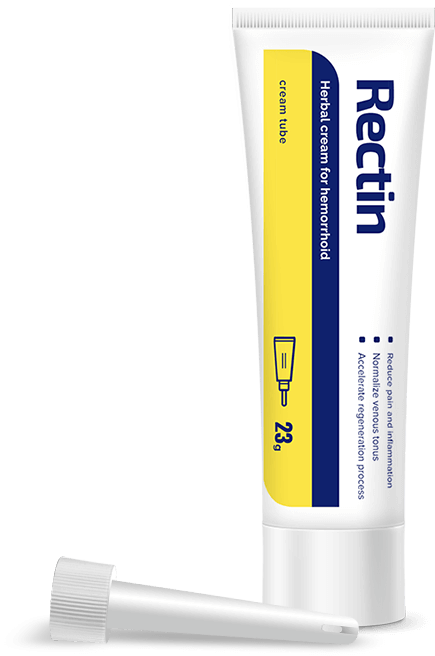 Rectin
Herbal cream for hemorrhoid
cream tube
23g
Reduce pain and inflammation
Normalize venous tonus
Accelerate regeneration process